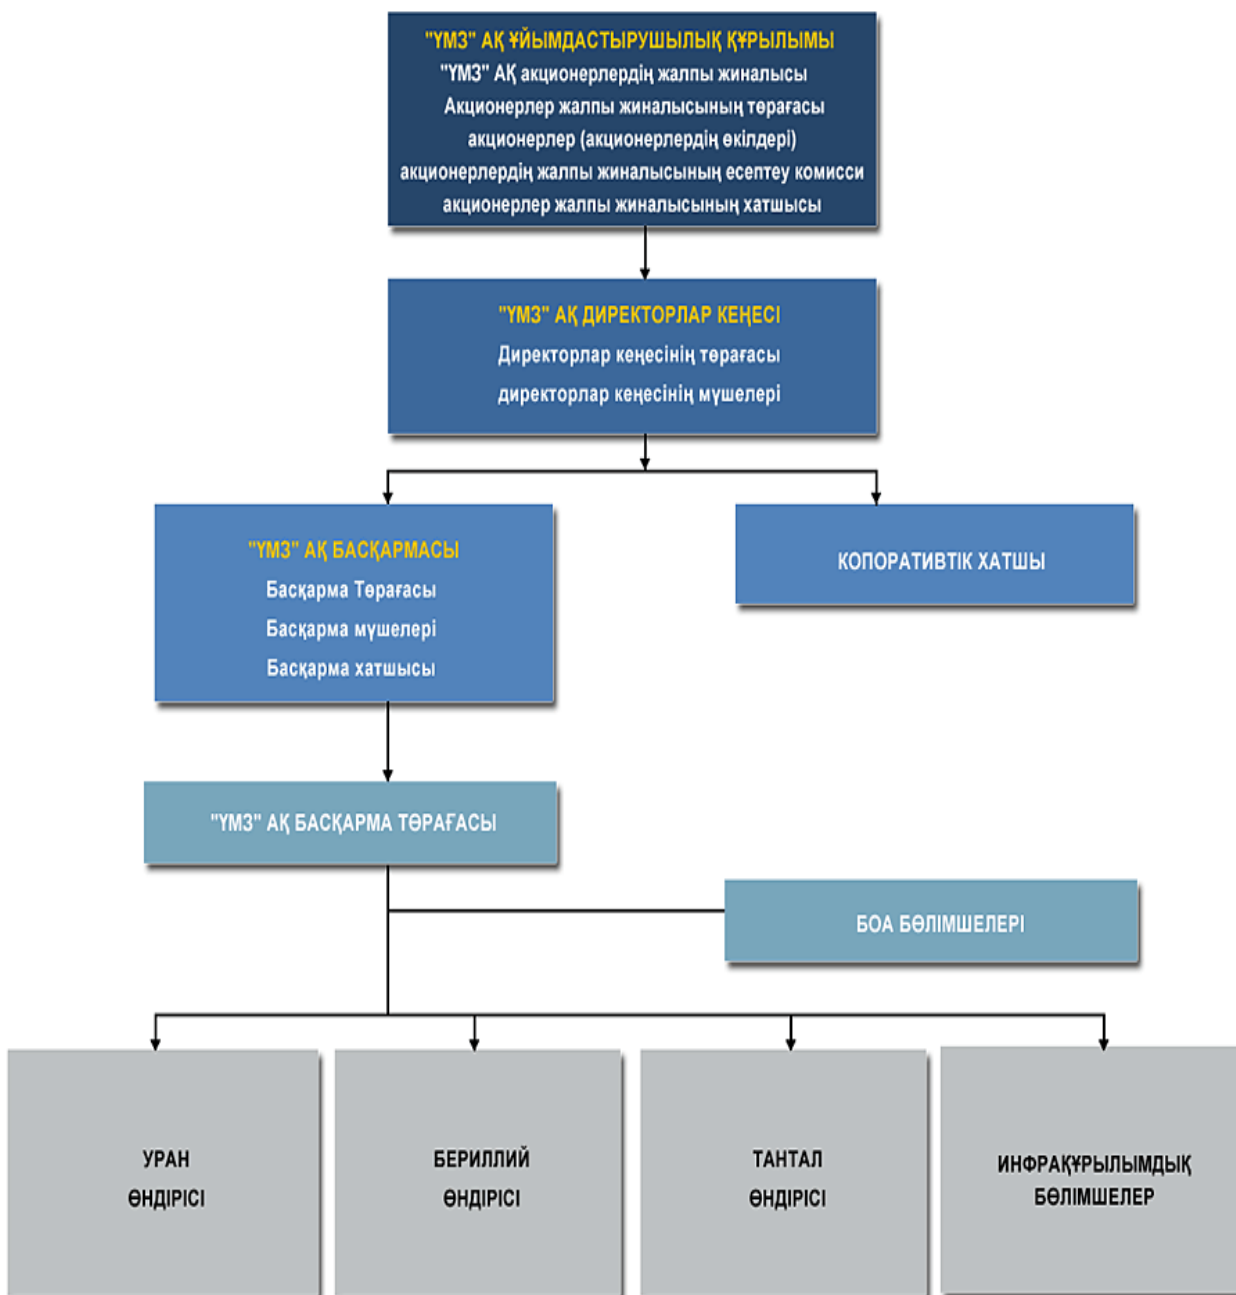 "ҮМЗ" АҚ ҰЙЫМДАСТЫРУШЫЛЫҚ ҚҰРЫЛЫМЫ
"ҮМЗ" АҚ акционерлердің жалпы жиналысы
Акционерлер жалпы жиналысының төрағасы
акционерлер (акционерлердің өкілдері)
акционерлердің жалпы жиналысының есептеу комисси
акционерлер жалпы жиналысының хатшысы
"ҮМЗ" АҚ ДИРЕКТОРЛАР КЕҢЕСІ
Директорлар кеңесінің төрағасы
директорлар кеңесінің мүшелері
"ҮМЗ" АҚ БАСҚАРМАСЫ
Басқарма Төрағасы
Басқарма мүшелері
Басқарма хатшысы
КОПОРАТИВТІК ХАТШЫ
"ҮМЗ" АҚ БАСҚАРМА ТӨРАҒАСЫ
БОА БӨЛІМШЕЛЕРІ
УРАН
ӨНДІРІСІ
БЕРИЛЛИЙ
ӨНДІРІСІ
ТАНТАЛ
ӨНДІРІСІ
ИНФРАҚҰРЫЛЫМДЫҚ
БӨЛІМШЕЛЕР